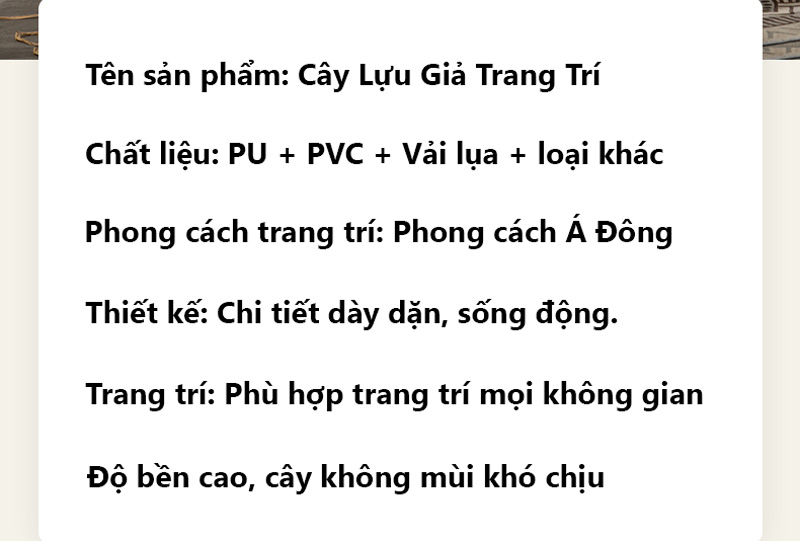 Tên sản phẩm: Cây Lựu Giả Trang Trí
Chất liệu: PU + PVC + Vải lụa + loại khác
Phong cách trang trí: Phong cách Á Đông
Thiết kế: Chi tiết dày dặn, sống động.
Trang trí: Phù hợp trang trí mọi không gian
Độ bền cao, cây không mùi khó chịu